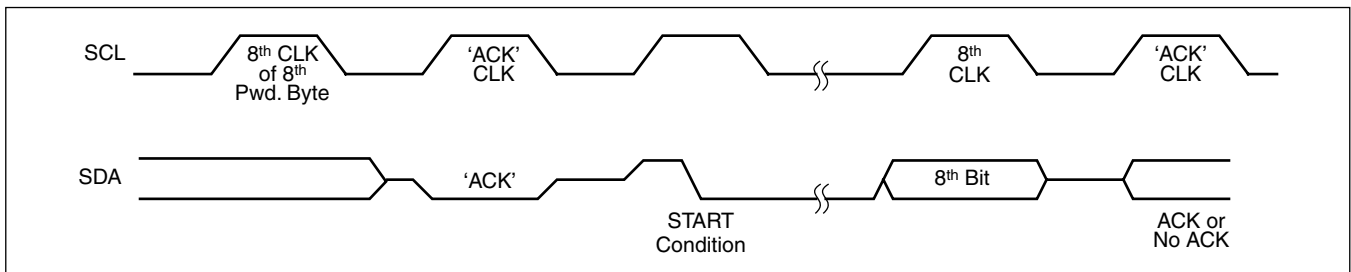 SCL
8th CLK
of 8th
Pwd. Byte
'ACK'
CLK
8th
CLK
'ACK'
CLK
SDA
'ACK'
START
Condition
8th Bit
ACK or
No ACK